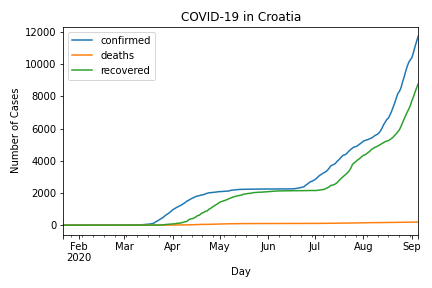 COVID-19 in Croatia
confirmed
deaths
recovered
Number of Cases
12000
10000
8000
6000
4000
2000
0
Feb Mar Apr May Jun Jul Aug Sep
2020
Day